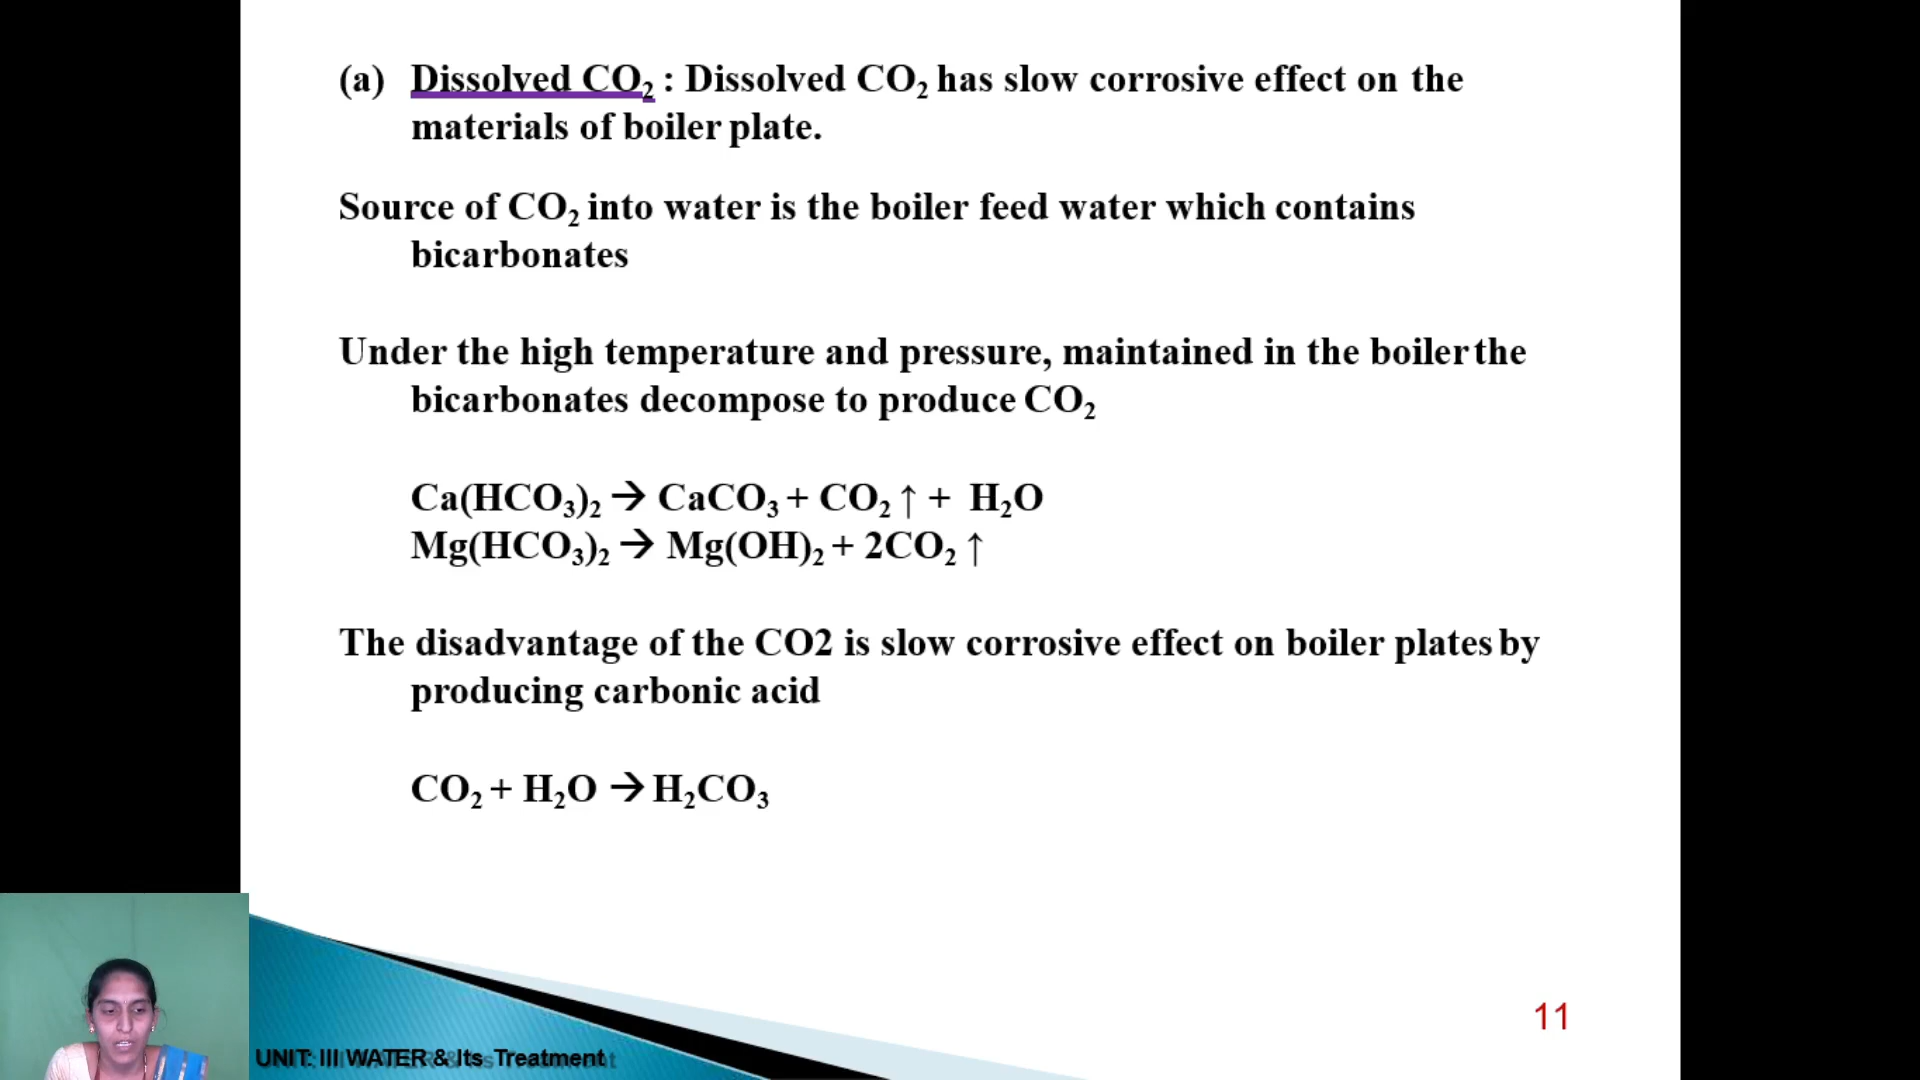 (a) Dissolved CO₂ : Dissolved CO₂ has slow corrosive effect on the
materials of boiler plate.
Source of CO₂ into water is the boiler feed water which contains
bicarbonates
Under the high temperature and pressure, maintained in the boiler the
bicarbonates decompose to produce CO₂
Ca(HCO₃)₂ → CaCO₃ + CO₂ ↑ + H₂O
Mg(HCO₃)₂ → Mg(OH)₂ + 2CO₂ ↑
The disadvantage of the CO2 is slow corrosive effect on boiler plates by
producing carbonic acid
CO₂ + H₂O → H₂CO₃
11
UNIT: III WATER & Its Treatment